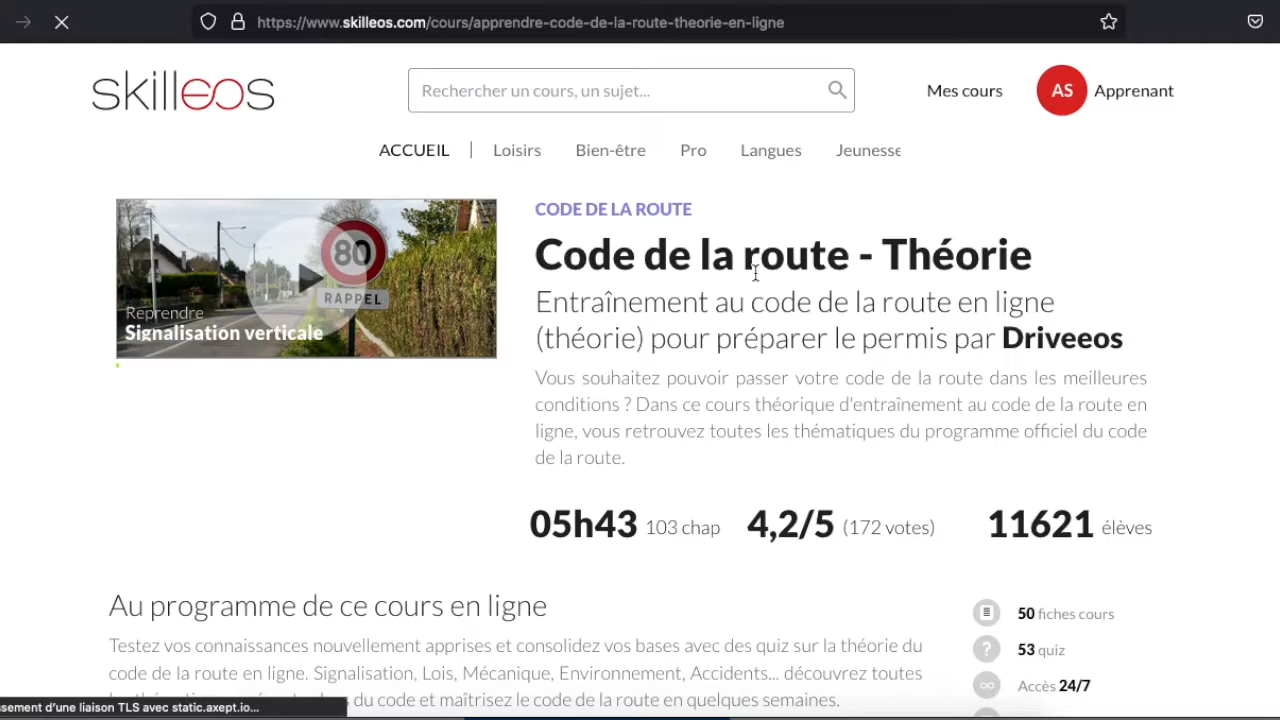 https://www.skilleos.com/cours/apprendre-code-de-la-route-theorie-en-ligne
skilleos
Rechercher un cours, un sujet...
Mes cours
AS
Apprenant
ACCUEIL | Loisirs Bien-être Pro Langues Jeunesse
80
RAPPEL
Reprendre
Signalisation verticale
CODE DE LA ROUTE
Code de la route - Théorie
Entraînement au code de la route en ligne
(théorie) pour préparer le permis par Driveeos
Vous souhaitez pouvoir passer votre code de la route dans les meilleures
conditions ? Dans ce cours théorique d'entraînement au code de la route en
ligne, vous retrouvez toutes les thématiques du programme officiel du code
de la route.
05h43 103 chap 4,2/5 (172 votes) 11621 élèves
Au programme de ce cours en ligne
Testez vos connaissances nouvellement apprises et consolidez vos bases avec des quiz sur la théorie du
code de la route en ligne. Signalisation, Lois, Mécanique, Environnement, Accidents... découvrez toutes
du code et maîtrisez le code de la route en quelques semaines.
50 fiches cours
53 quiz
Accès 24/7
ssement d'une liaison TLS avec static.axept.io...